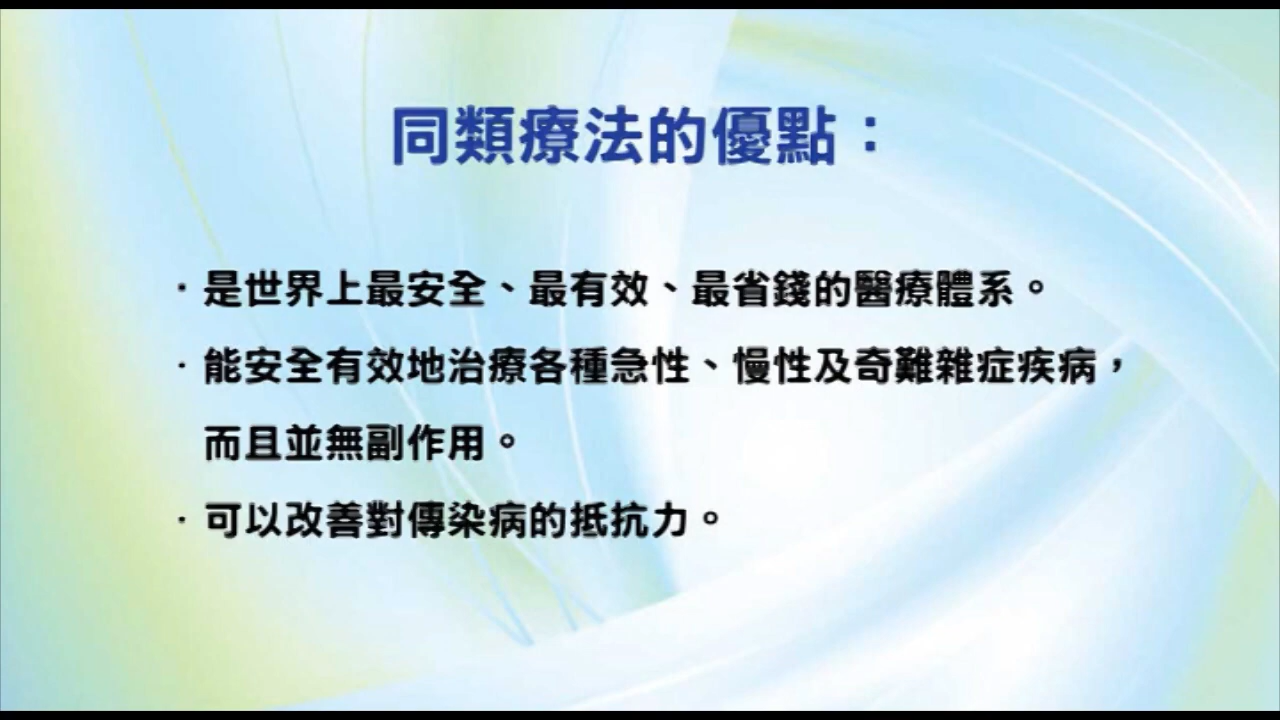 同類療法的優點：
·是世界上最安全、最有效、最省錢的醫療體系。
·能安全有效地治療各種急性、慢性及奇難雜症疾病，
而且並無副作用。
·可以改善對傳染病的抵抗力。